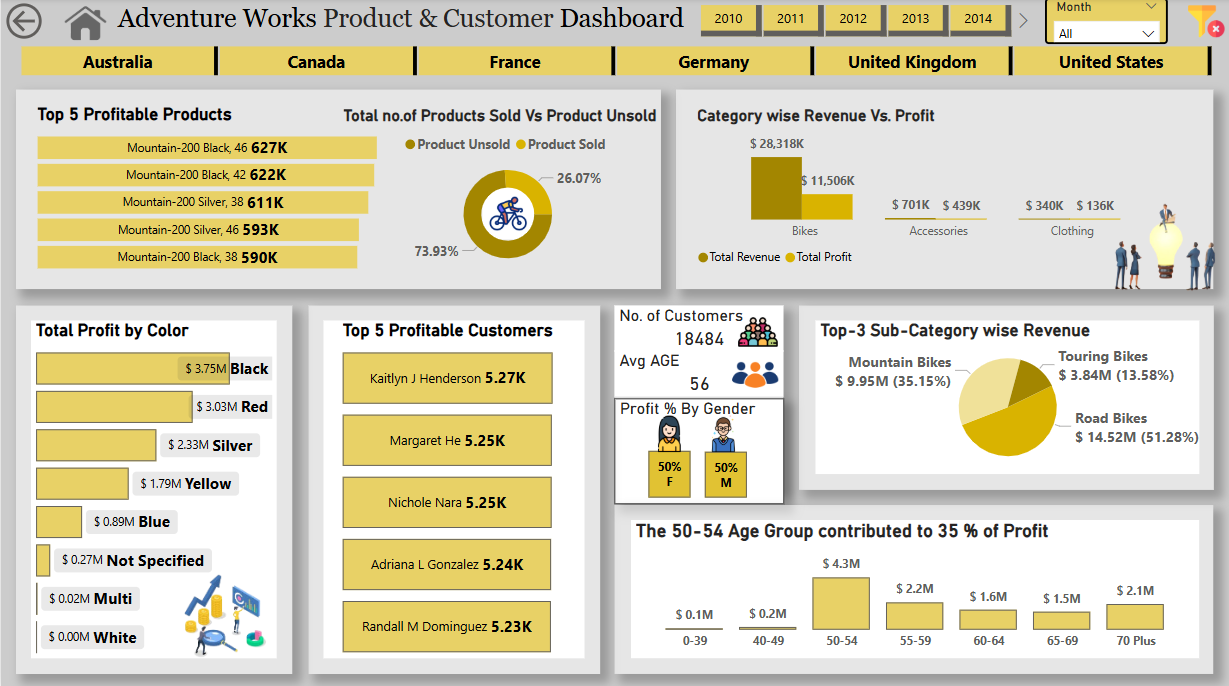 Adventure Works Product & Customer Dashboard
2010
2011
2012
2013
2014
Month
All
Australia
Canada
France
Germany
United Kingdom
United States
Top 5 Profitable Products
Mountain-200 Black, 46 627K
Mountain-200 Black, 42 622K
Mountain-200 Silver, 38 611K
Mountain-200 Silver, 46 593K
Mountain-200 Black, 38 590K
Total no.of Products Sold Vs Product Unsold
Product Unsold
Product Sold
26.07%
73.93%
Category wise Revenue Vs. Profit
$ 28,318K
$ 11,506K
$ 701K
$ 439K
$ 340K
$ 136K
Bikes
Accessories
Clothing
Total Revenue
Total Profit
Total Profit by Color
$ 3.75M Black
$ 3.03M Red
$ 2.33M Silver
$ 1.79M Yellow
$ 0.89M Blue
$ 0.27M Not Specified
$ 0.02M Multi
$ 0.00M White
Top 5 Profitable Customers
Kaitlyn J Henderson 5.27K
Margaret He 5.25K
Nichole Nara 5.25K
Adriana L Gonzalez 5.24K
Randall M Dominguez 5.23K
No. of Customers
18484
Avg AGE
56
Profit % By Gender
50%
F
50%
M
Top-3 Sub-Category wise Revenue
Mountain Bikes
$ 9.95M (35.15%)
Touring Bikes
$ 3.84M (13.58%)
Road Bikes
$ 14.52M (51.28%)
The 50-54 Age Group contributed to 35 % of Profit
$ 0.1M
$ 0.2M
$ 4.3M
$ 2.2M
$ 1.6M
$ 1.5M
$ 2.1M
0-39
40-49
50-54
55-59
60-64
65-69
70 Plus